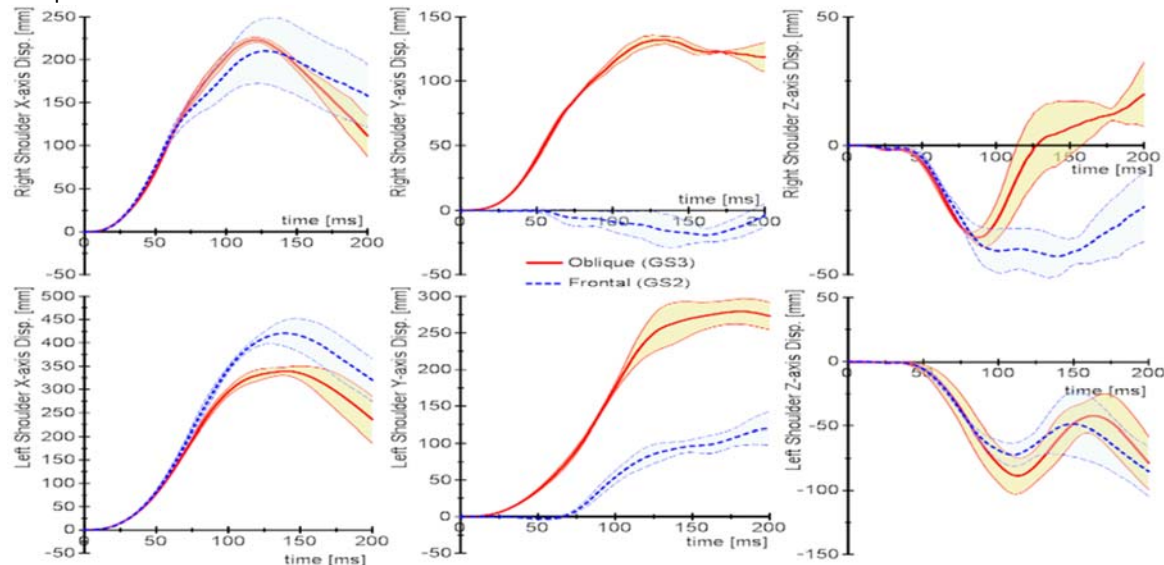 Right Shoulder X-axis Disp. [mm]
250
200
150
100
50
0
-50
time [ms]
0 50 100 150 200
Right Shoulder Y-axis Disp. [mm]
150
100
50
0
-50
time [ms]
0 50 100 150 200
Oblique (GS3)
Frontal (GS2)
Right Shoulder Z-axis Disp. [mm]
50
0
-50
0 50 100 150 200
time [ms]
Left Shoulder X-axis Disp. [mm]
500
450
400
350
300
250
200
150
100
50
0
-50
0 50 100 150 200
time [ms]
Left Shoulder Y-axis Disp. [mm]
300
250
200
150
100
50
0
-50
0 50 100 150 200
time [ms]
Left Shoulder Z-axis Disp. [mm]
50
0
-50
-100
-150
0 50 100 150 200
time [ms]